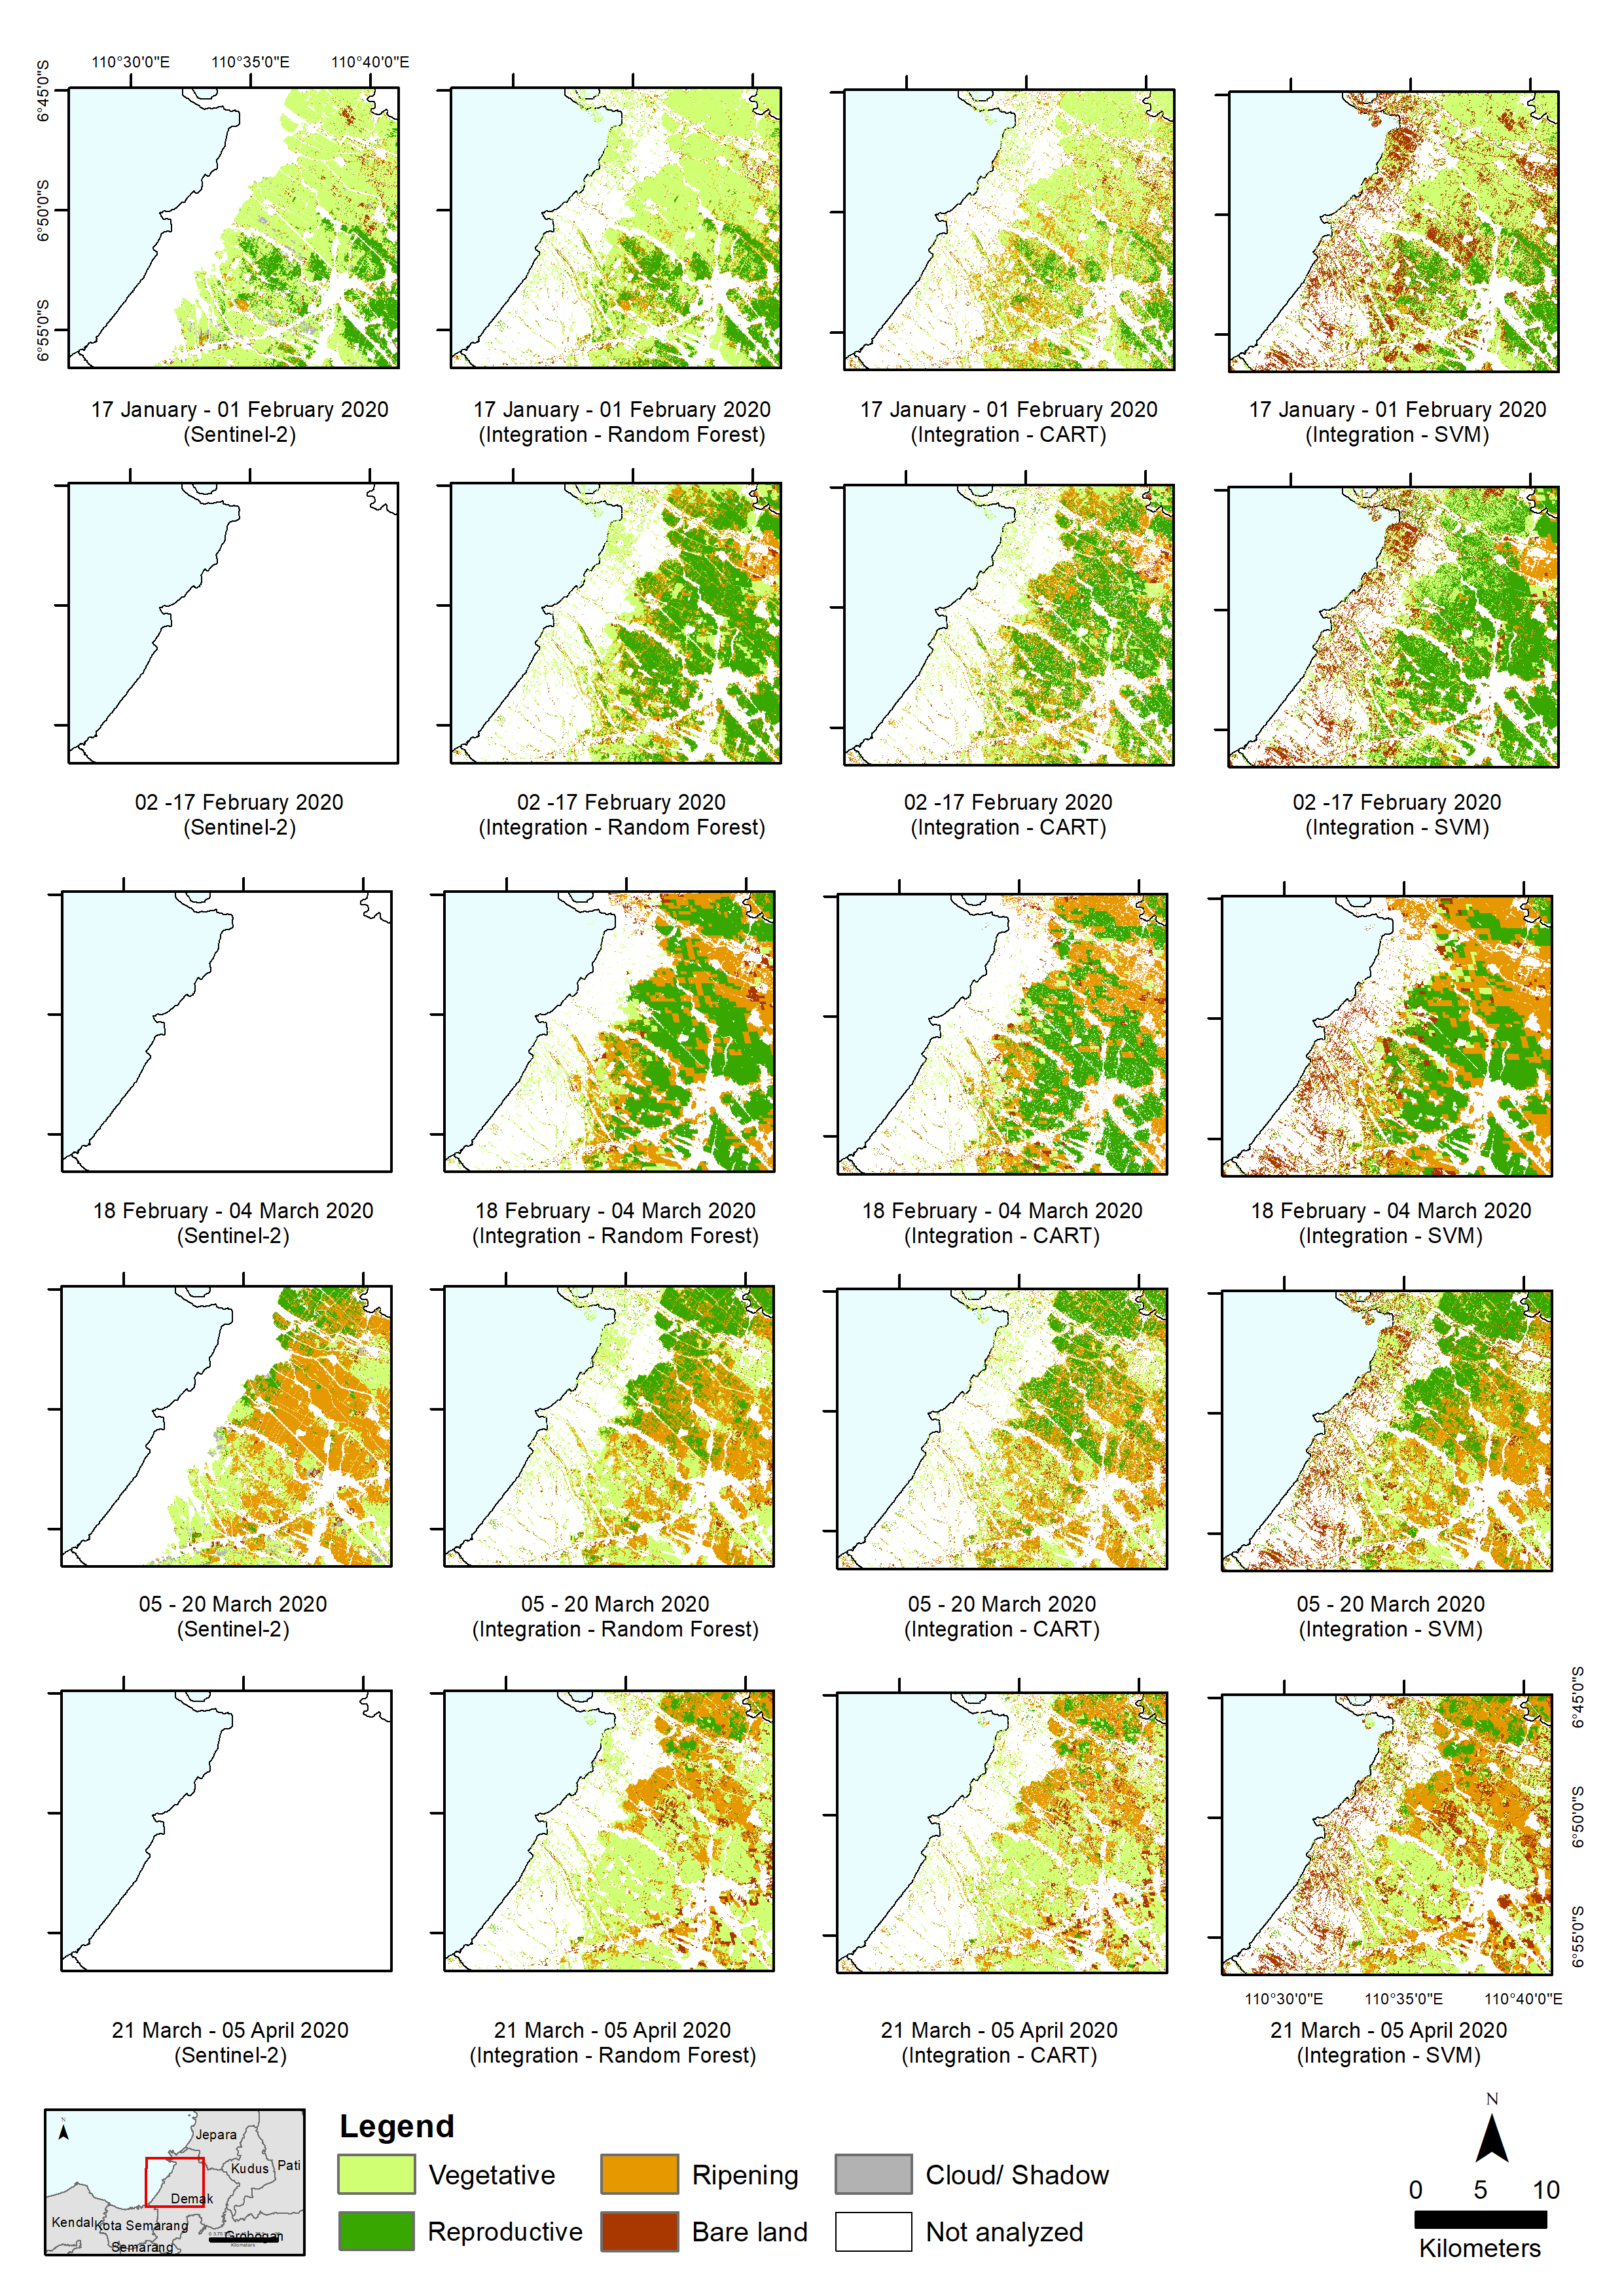 110°30'0"E 110°35'0"E 110°40'0"E
6°45'0"S
6°50'0"S
6°55'0"S
17 January - 01 February 2020
(Sentinel-2)
17 January - 01 February 2020
(Integration - Random Forest)
17 January - 01 February 2020
(Integration - CART)
17 January - 01 February 2020
(Integration - SVM)
02 -17 February 2020
(Sentinel-2)
02 -17 February 2020
(Integration - Random Forest)
02 -17 February 2020
(Integration - CART)
02 -17 February 2020
(Integration - SVM)
18 February - 04 March 2020
(Sentinel-2)
18 February - 04 March 2020
(Integration - Random Forest)
18 February - 04 March 2020
(Integration - CART)
18 February - 04 March 2020
(Integration - SVM)
05 - 20 March 2020
(Sentinel-2)
05 - 20 March 2020
(Integration - Random Forest)
05 - 20 March 2020
(Integration - CART)
05 - 20 March 2020
(Integration - SVM)
6°45'0"S
6°50'0"S
6°55'0"S
110°30'0"E 110°35'0"E 110°40'0"E
21 March - 05 April 2020
(Sentinel-2)
21 March - 05 April 2020
(Integration - Random Forest)
21 March - 05 April 2020
(Integration - CART)
21 March - 05 April 2020
(Integration - SVM)
N
Jepara
Kudus
Pati
Demak
Kendal
Kota Semarang
Semarang
Grobogan
Kilometers
Legend
Vegetative
Ripening
Cloud/ Shadow
Reproductive
Bare land
Not analyzed
N
0 5 10
Kilometers